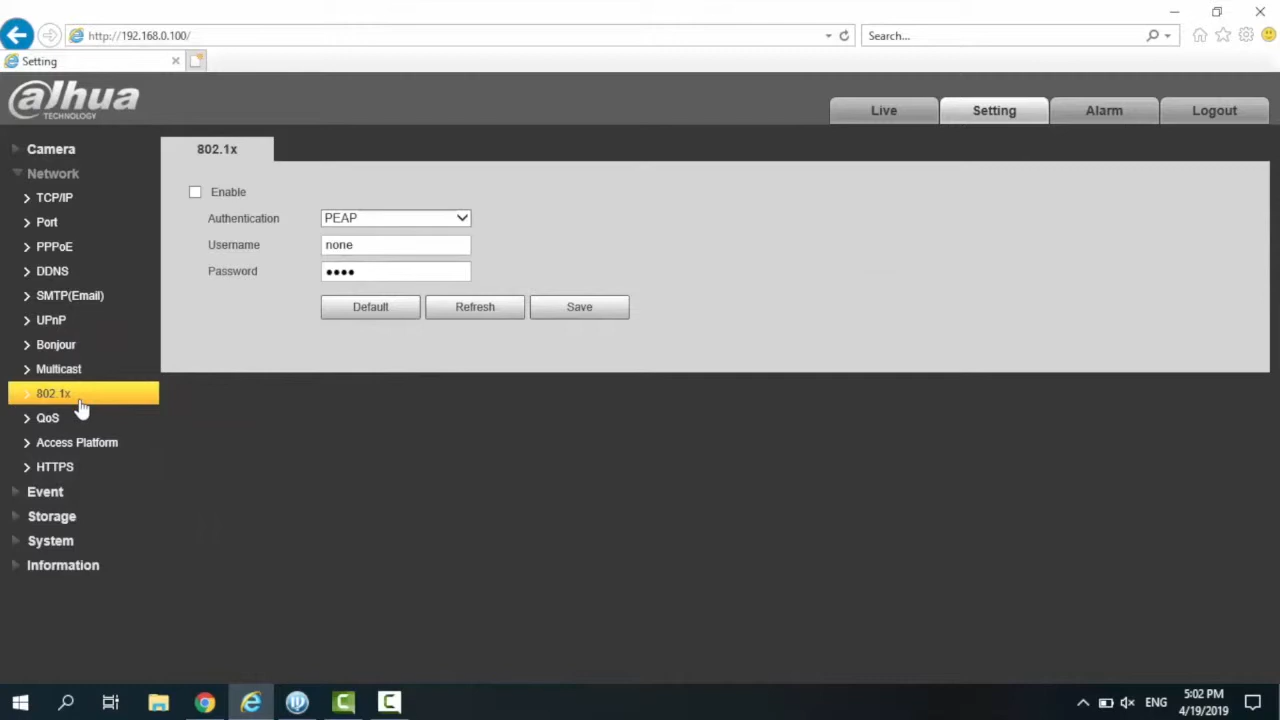 http://192.168.0.100/
Search...
Setting
alhua
TECHNOLOGY
Live
Setting
Alarm
Logout
Camera
Network
TCP/IP
Port
PPPoE
DDNS
SMTP(Email)
UPnP
Bonjour
Multicast
802.1x
QoS
Access Platform
HTTPS
Event
Storage
System
Information
802.1x
Enable
Authentication PEAP
Username none
Password ●●●●
Default Refresh Save
ENG
5:02 PM
4/19/2019